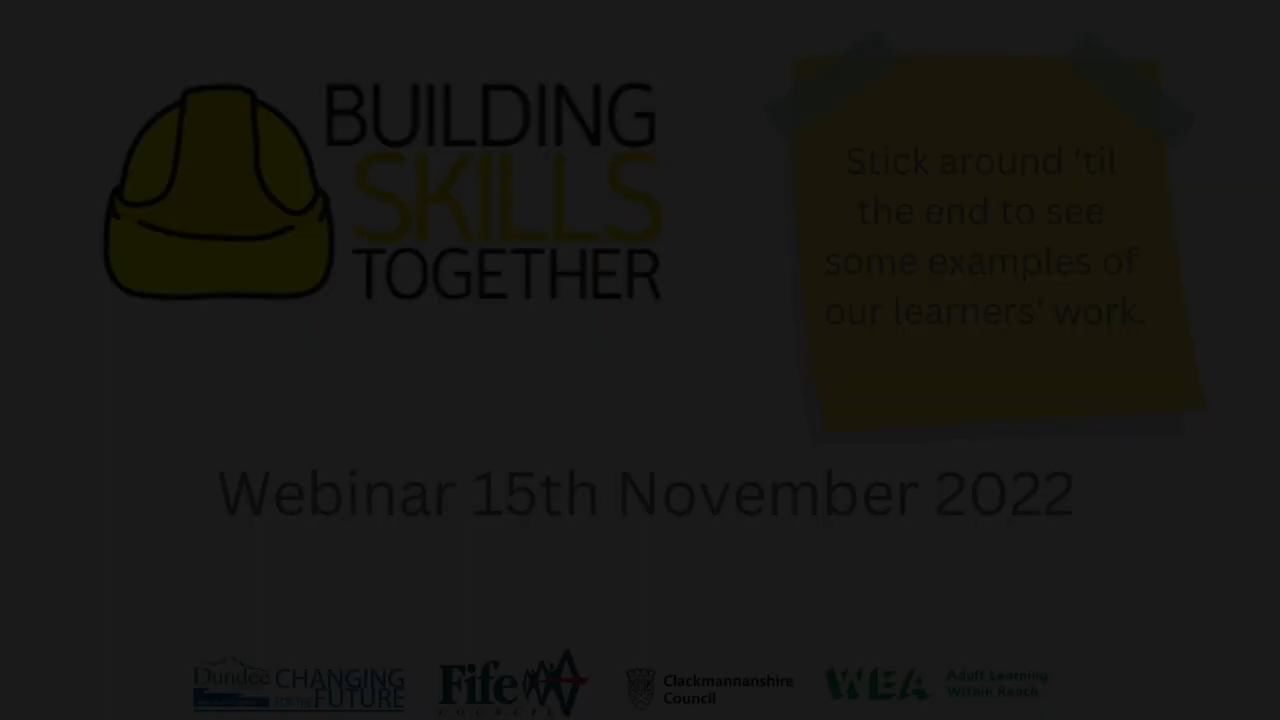 BUILDING
SKILLS
TOGETHER
Stick around 'til
the end to see
some examples of
our learners' work.
Webinar 15th November 2022
Dundee CHANGING
FOR THE FUTURE
Fife
COUNCIL
Clackmannanshire
Council
WEA
Adult Learning
Within Reach